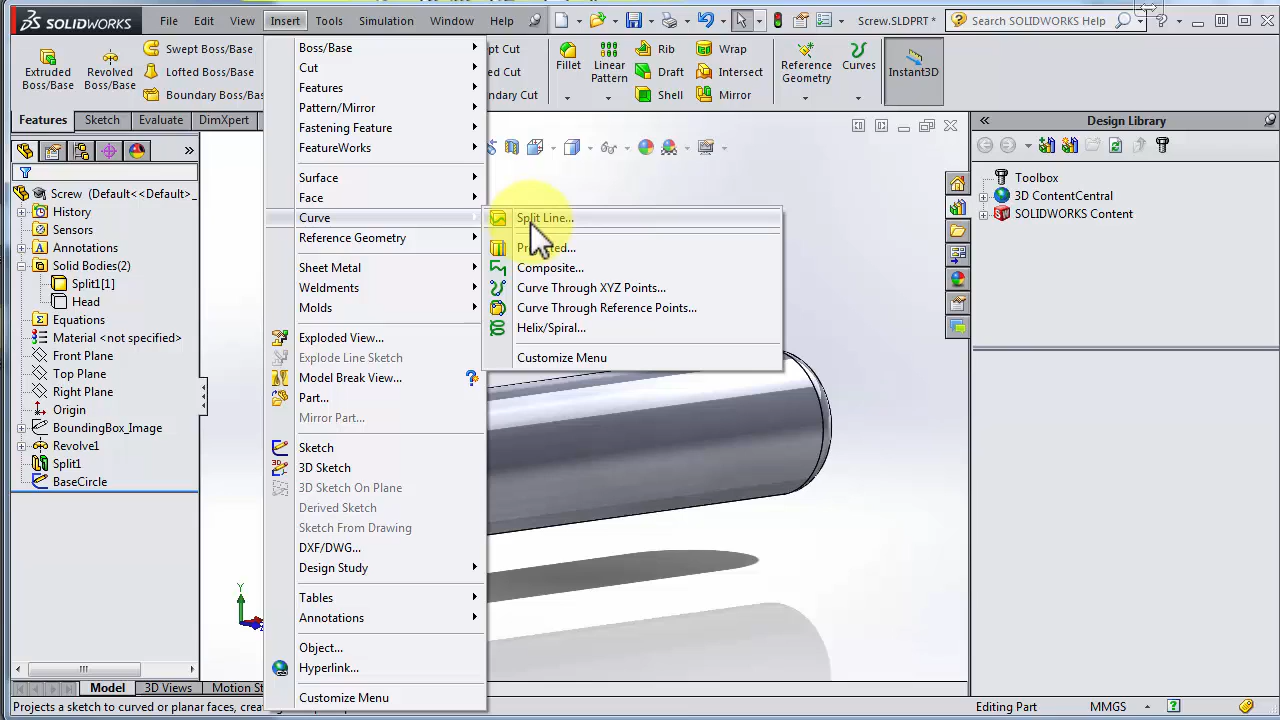 SOLIDWORKS File Edit View Insert Tools Simulation Window Help Screw.SLDPRT * Search SOLIDWORKS Help
Extruded Boss/Base
Revolved Boss/Base
Swept Boss/Base
Lofted Boss/Base
Boundary Boss/Bas
pt Cut
ed Cut
dary Cut
Fillet
Linear Pattern
Rib
Draft
Shell
Wrap
Intersect
Mirror
Reference Geometry
Curves
Instant3D
Features Sketch Evaluate DimXpert
Screw (Default<<Default>_
History
Sensors
Annotations
Solid Bodies(2)
Split1[1]
Head
Equations
Material <not specified>
Front Plane
Top Plane
Right Plane
Origin
BoundingBox_Image
Revolve1
Split1
BaseCircle
Boss/Base
Cut
Features
Pattern/Mirror
Fastening Feature
FeatureWorks
Surface
Face
Curve
Reference Geometry
Sheet Metal
Weldments
Molds
Exploded View...
Explode Line Sketch
Model Break View...
Part...
Mirror Part...
Sketch
3D Sketch
3D Sketch On Plane
Derived Sketch
Sketch From Drawing
DXF/DWG...
Design Study
Tables
Annotations
Object...
Hyperlink...
Customize Menu
Split Line...
Projected...
Composite...
Curve Through XYZ Points...
Curve Through Reference Points...
Helix/Spiral...
Customize Menu
Design Library
Toolbox
3D ContentCentral
SOLIDWORKS Content
Y
Model 3D Views Motion St
Projects a sketch to curved or planar faces, creat
Editing Part MMGS